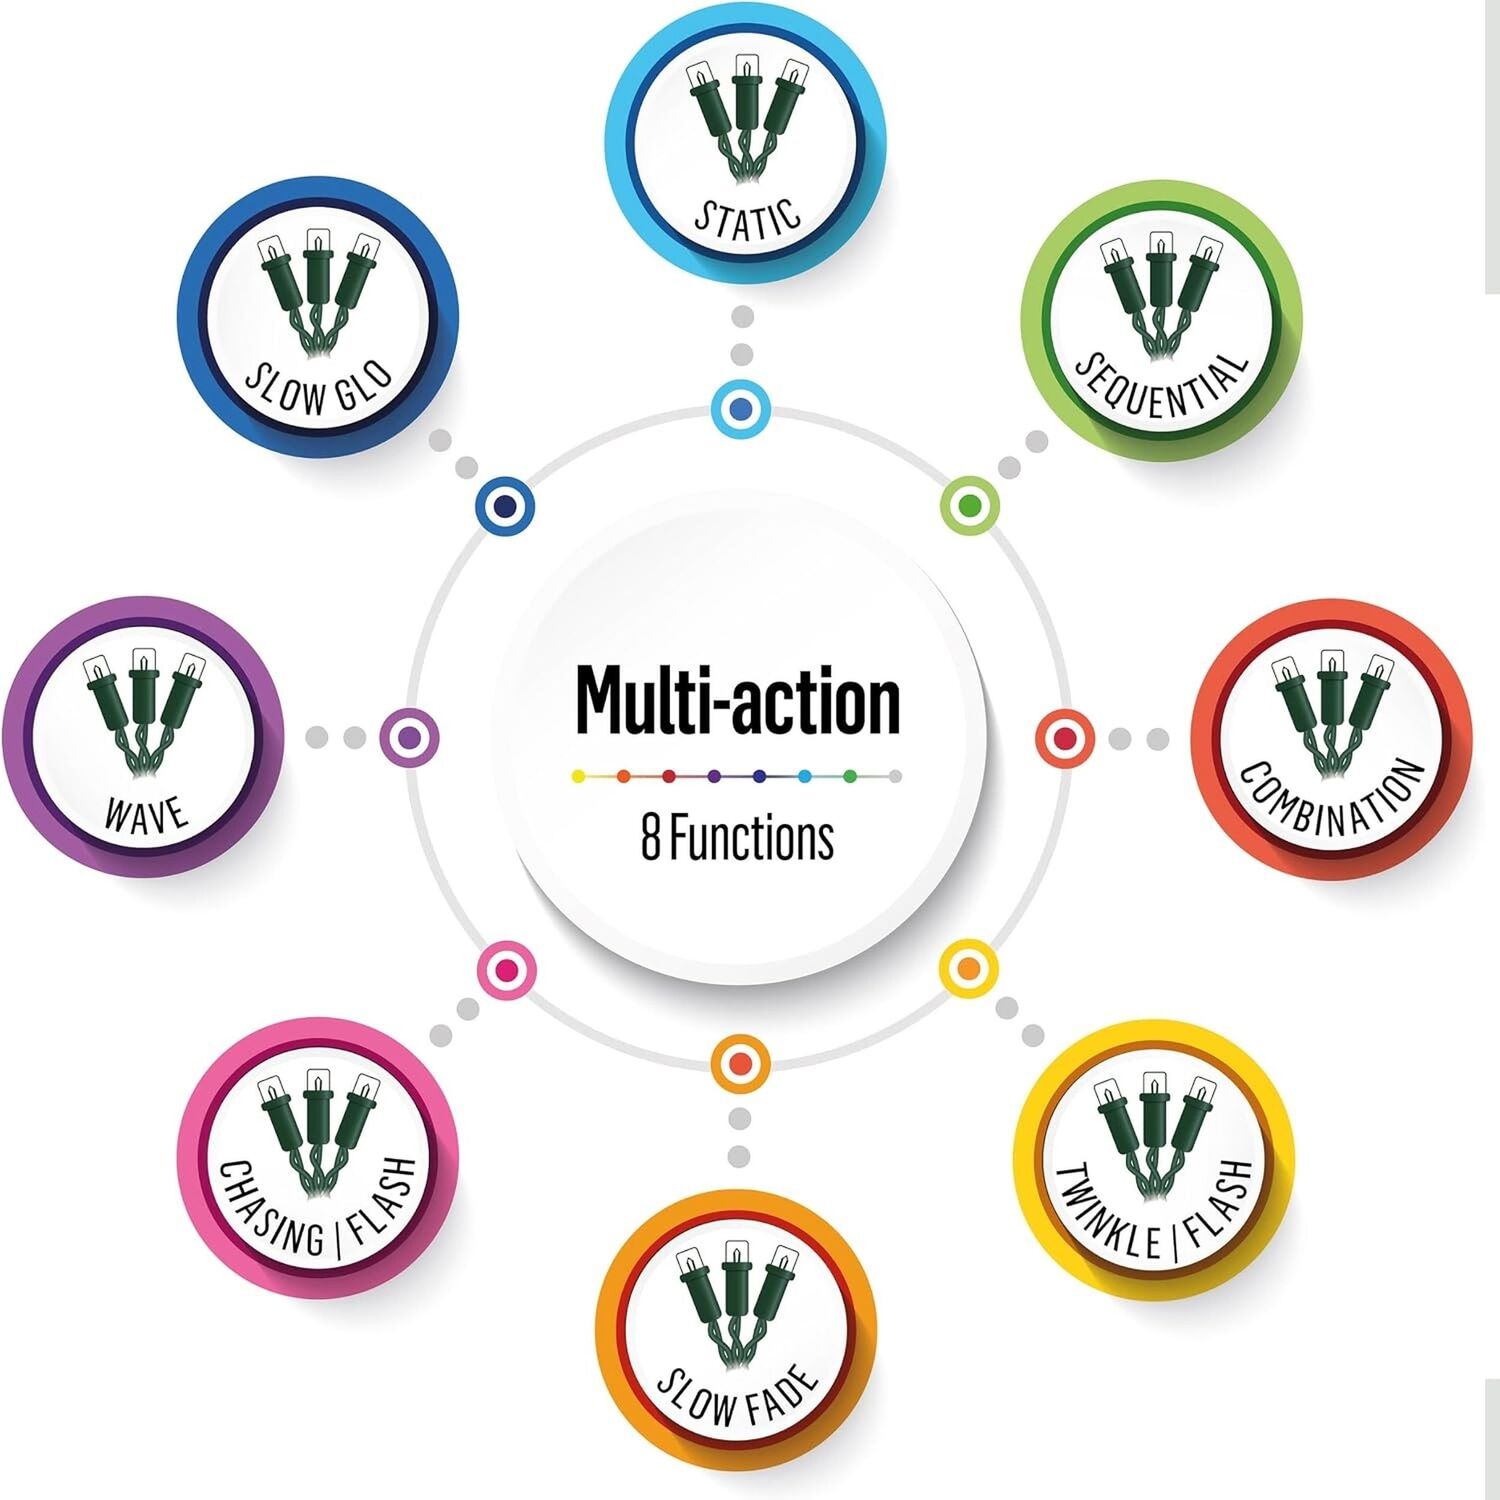 STATIC
SLOW GLO
SEQUENTIAL
WAVE
Multi-action
8 Functions
COMBINATION
CHASING / FLASH
TWINKLE / FLASH
SLOW FADE